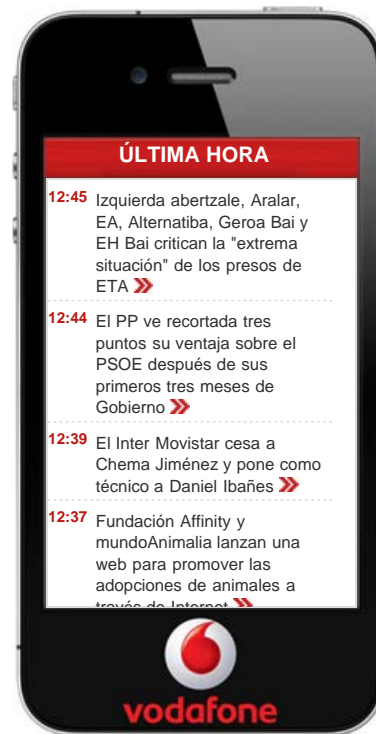 ÚLTIMA HORA
12:45 Izquierda abertzale, Aralar,
EA, Alternatiba, Geroa Bai y
EH Bai critican la "extrema
situación" de los presos de
ETA
12:44 El PP ve recortada tres
puntos su ventaja sobre el
PSOE después de sus
primeros tres meses de
Gobierno
12:39 El Inter Movistar cesa a
Chema Jiménez y pone como
técnico a Daniel Ibañes
12:37 Fundación Affinity y
mundoAnimalia lanzan una
web para promover las
adopciones de animales a
través de Internet
vodafone